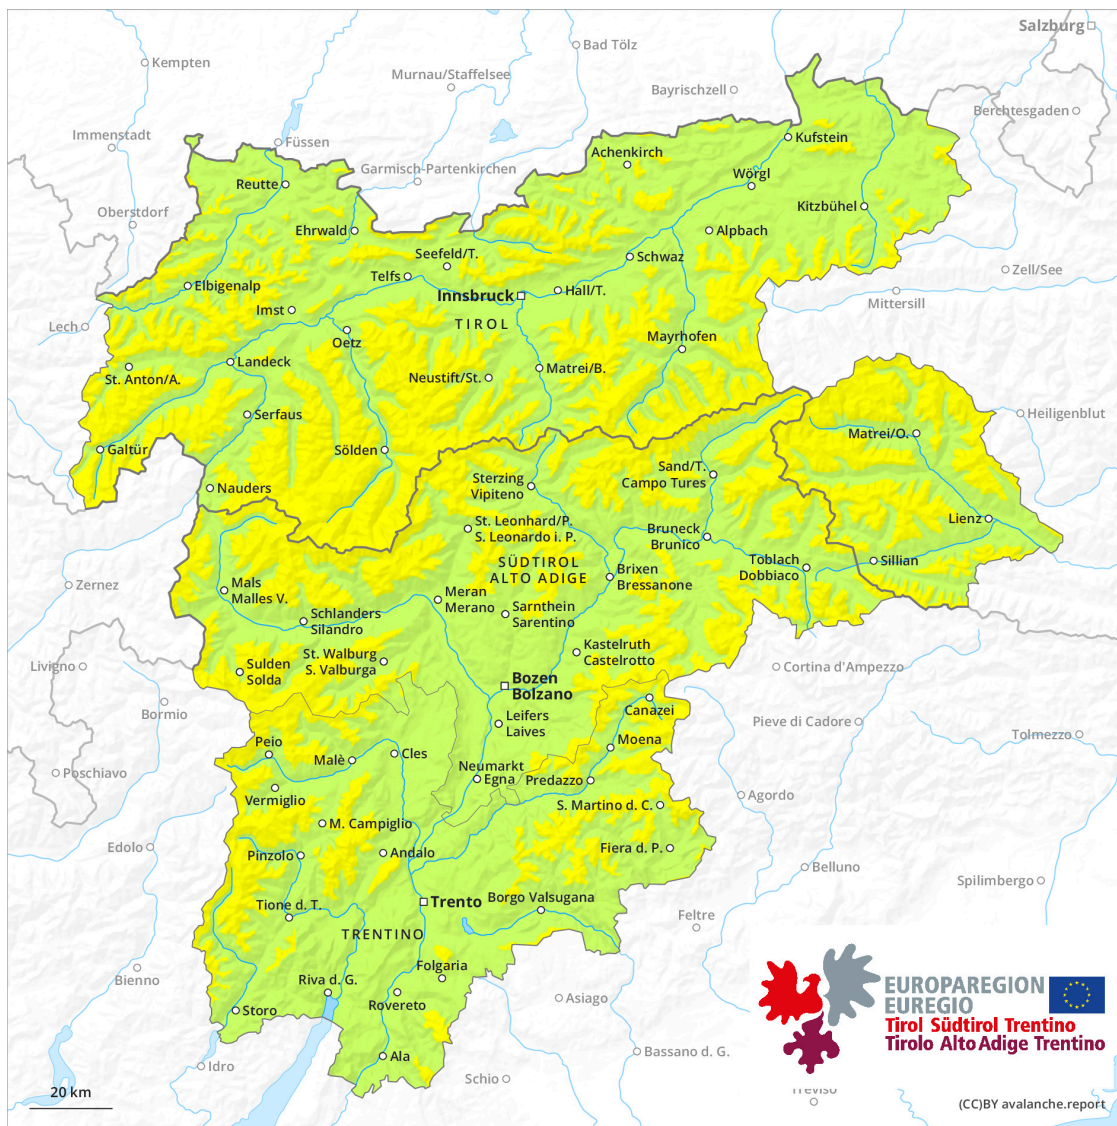 Salzburg
Bad Tölz
Kempten
Murnau/Staffelsee
Bayrischzell
Berchtesgaden
Immenstadt
Füssen
Kufstein
Achenkirch
Garmisch-Partenkirchen
Wörgl
Reutte
Oberstdorf
Kitzbühel
Ehrwald
Alpbach
Seefeld/T.
Schwaz
Zell/See
Telfs
Elbigenalp
Innsbruck
Hall/T.
Mittersill
Imst
TIROL
Lech
Oetz
Mayrhofen
Landeck
Matrei/B.
St. Anton/A.
Neustift/St.
Serfaus
Heiligenblut
Matrei/O.
Galtür
Sölden
Sand/T.
Campo Tures
Sterzing
Vipiteno
Nauders
Lienz
St. Leonhard/P.
S. Leonardo i. P.
Bruneck
Brunico
SÜDTIROL
ALTO ADIGE
Toblach
Dobbiaco
Sillian
Zernez
Mals
Malles V.
Brixen
Bressanone
Meran
Merano
Schlanders
Silandro
Sarnthein
Sarentino
Kastelruth
Castelrotto
St. Walburg
S. Valburga
Livigno
Sulden
Solda
Cortina d'Ampezzo
Bozen
Bolzano
Bormio
Canazei
Leifers
Laives
Pieve di Cadore
Tolmezzo
Peio
Moena
Cles
Malè
Poschiavo
Neumarkt
Egna
Predazzo
Vermiglio
Agordo
S. Martino d. C.
M. Campiglio
Edolo
Pinzolo
Andalo
Fiera d. P.
Belluno
Spilimbergo
Tione d. T.
Trento
Borgo Valsugana
Feltre
TRENTINO
Bienno
Folgaria
Riva d. G.
Rovereto
Asiago
Storo
EUROPAREGION
EUREGIO
Tirol Südtirol Trentino
Tirolo Alto Adige Trentino
Idro
Ala
Bassano d. G.
Schio
Treviso
20 km
(CC)BY avalanche.report